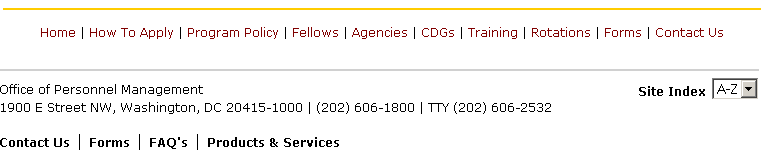 Home | How To Apply | Program Policy | Fellows | Agencies | CDGs | Training | Rotations | Forms | Contact Us
Office of Personnel Management
Site Index A-Z
1900 E Street NW, Washington, DC 20415-1000 | (202) 606-1800 | TTY (202) 606-2532
Contact Us | Forms | FAQ's | Products & Services